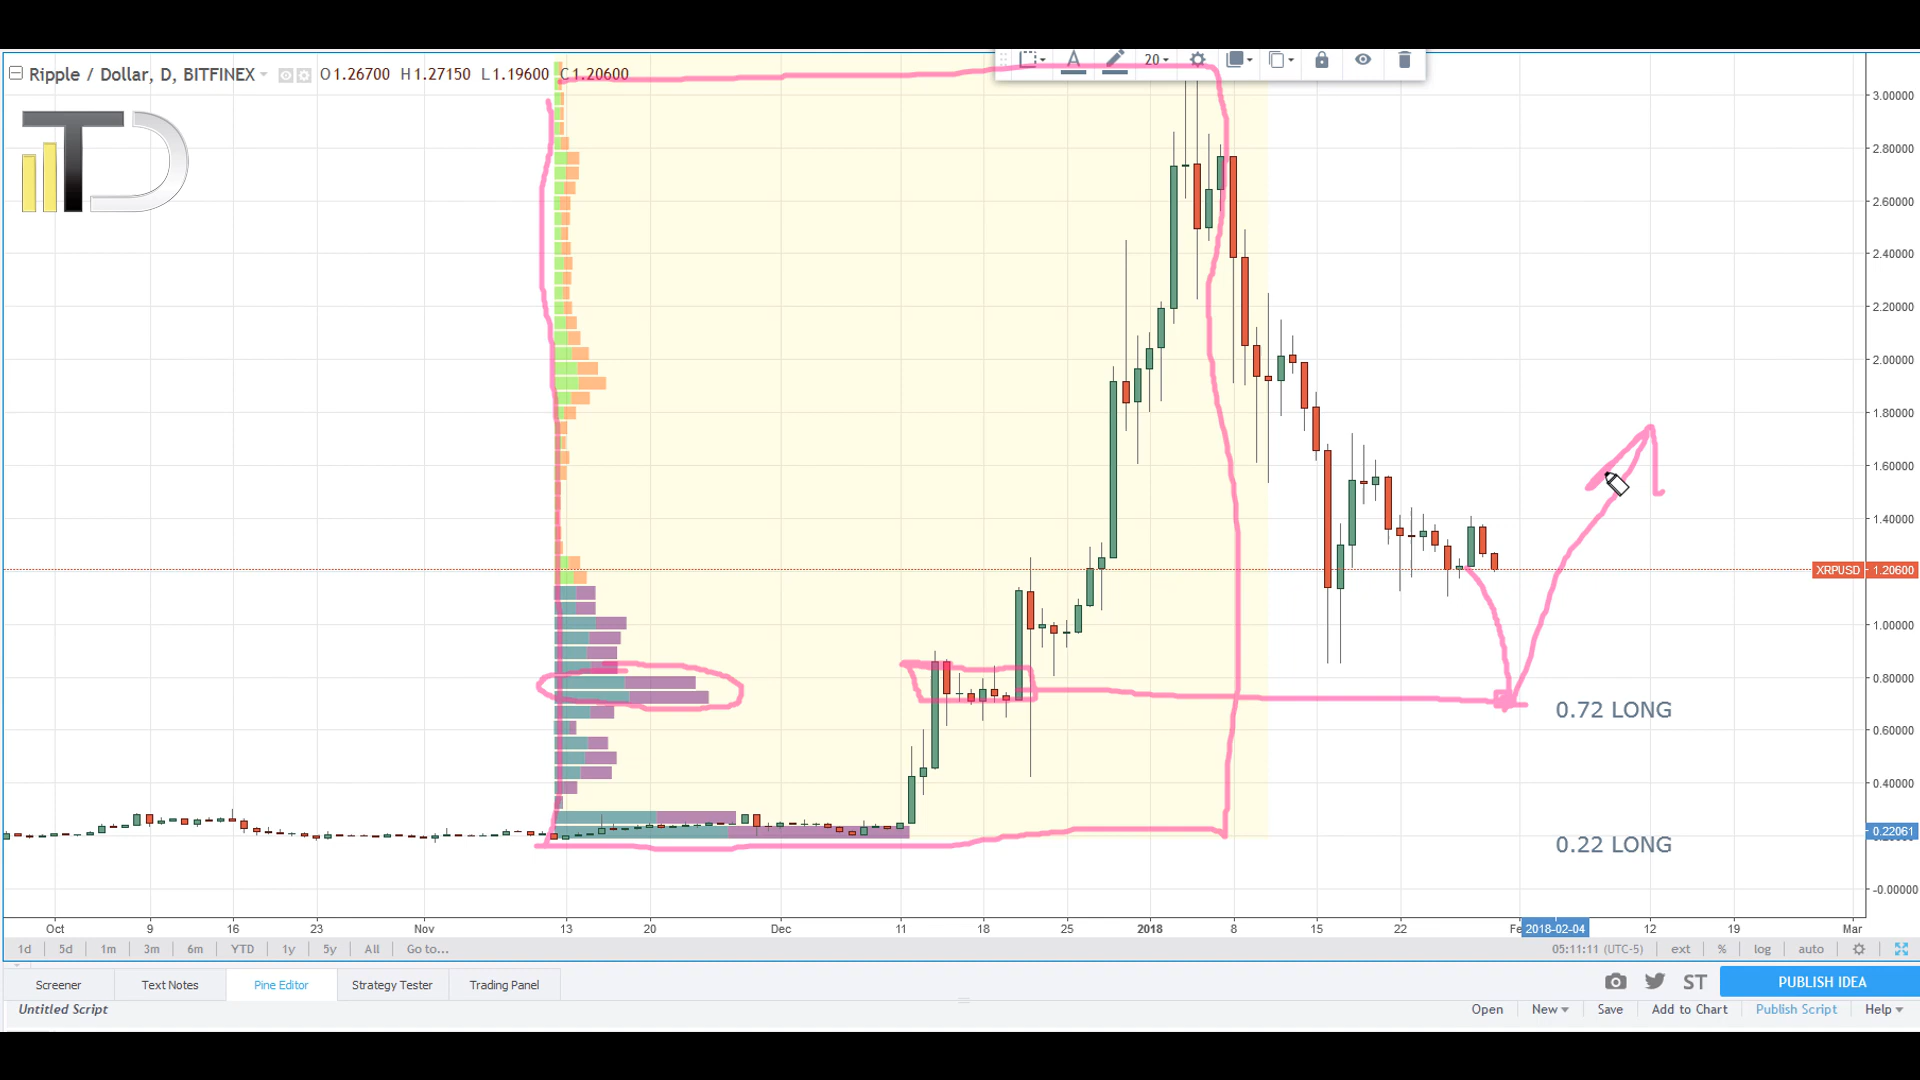 Ripple / Dollar, D, BITFINEX O1.26700 H1.27150 L1.19600 C1.20600
20
TD
3.00000
2.80000
2.60000
2.40000
2.20000
2.00000
1.80000
1.60000
1.40000
XRPUSD 1.20600
1.00000
0.80000
0.72 LONG
0.60000
0.40000
0.22061
0.22 LONG
-0.00000
Oct 9 16 23 Nov 13 20 Dec 11 18 25 2018 8 15 22 Fe 2018-02-04 12 19 Mar
1d 5d 1m 3m 6m YTD 1y 5y All Go to... 05:11:11 (UTC-5) ext % log auto
Screener Text Notes Pine Editor Strategy Tester Trading Panel ST PUBLISH IDEA
Untitled Script Open New Save Add to Chart Publish Script Help